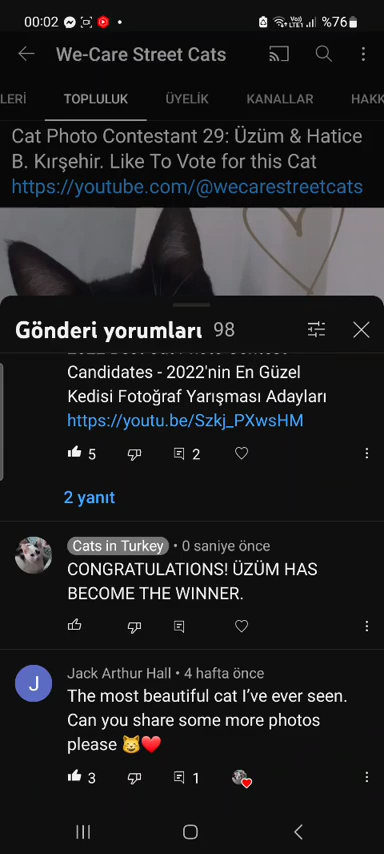 00:02 %76
We-Care Street Cats
LERİ TOPLULUK ÜYELİK KANALLAR HAKK
Cat Photo Contestant 29: Üzüm & Hatice
B. Kırşehir. Like To Vote for this Cat
https://youtube.com/@wecarestreetcats
Gönderi yorumları 98
Candidates - 2022'nin En Güzel
Kedisi Fotoğraf Yarışması Adayları
https://youtu.be/Szkj_PXwsHM
5 2
2 yanıt
Cats in Turkey • 0 saniye önce
CONGRATULATIONS! ÜZÜM HAS
BECOME THE WINNER.
J
Jack Arthur Hall • 4 hafta önce
The most beautiful cat I've ever seen.
Can you share some more photos
please 😸❤️
3 1